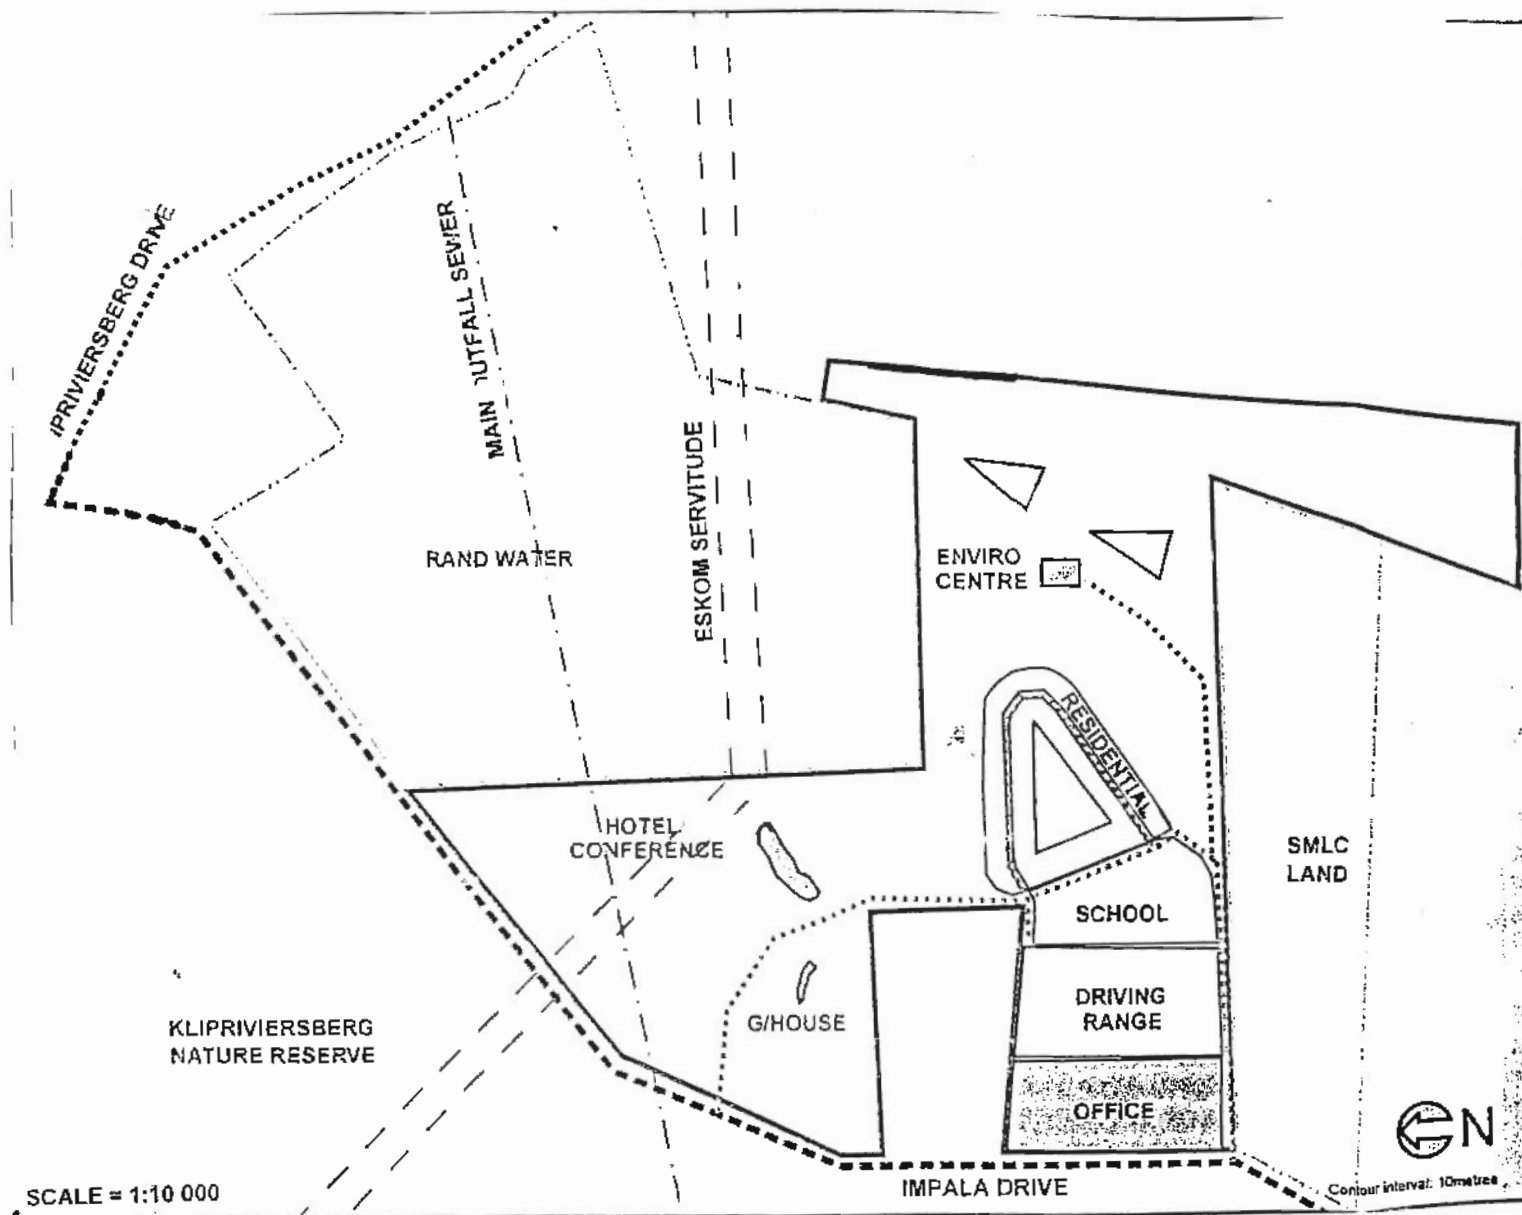 IPRIVIERSBERG DRIVE
MAIN OUTFALL SEWER
ESKOM SERVITUDE
RAND WATER
ENVIRO
CENTRE
RESIDENTIAL
HOTEL
CONFERENCE
SMLC
LAND
SCHOOL
DRIVING
RANGE
G/HOUSE
KLIPRIVIERSBERG
NATURE RESERVE
OFFICE
N
SCALE = 1:10 000
IMPALA DRIVE
Contour interval: 10metres